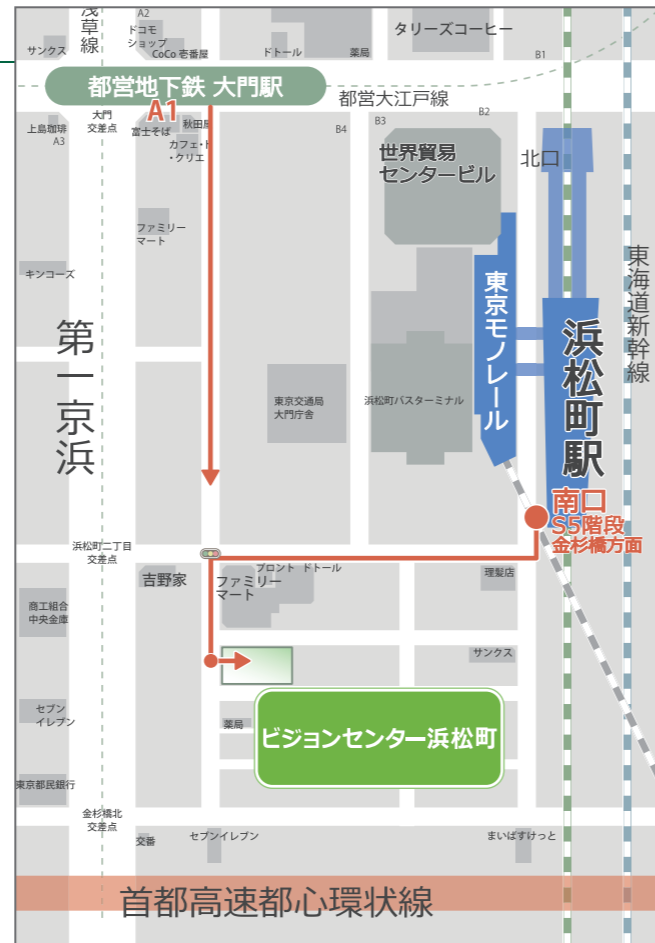 浅草線
A2
ドコモ
ショップ
サンクス
CoCo 壱番屋
ドトール
薬局
タリーズコーヒー
B1
都営地下鉄 大門駅
都営大江戸線
A1
大門
交差点
上島珈琲
A3
富士そば
秋田屋
カフェ・ド
・クリエ
B4
B3
B2
世界貿易
センタービル
北口
ファミリー
マート
キンコーズ
東京モノレール
東海道新幹線
第一京浜
浜松町駅
東京交通局
大門庁舎
浜松町バスターミナル
南口
S5階段
金杉橋方面
浜松町二丁目
交差点
吉野家
ファミリー
マート
プロント
ドトール
理髪店
商工組合
中央金庫
サンクス
セブン
イレブン
薬局
ビジョンセンター浜松町
東京都民銀行
金杉橋北
交差点
交番
セブンイレブン
まいばすけっと
首都高速都心環状線